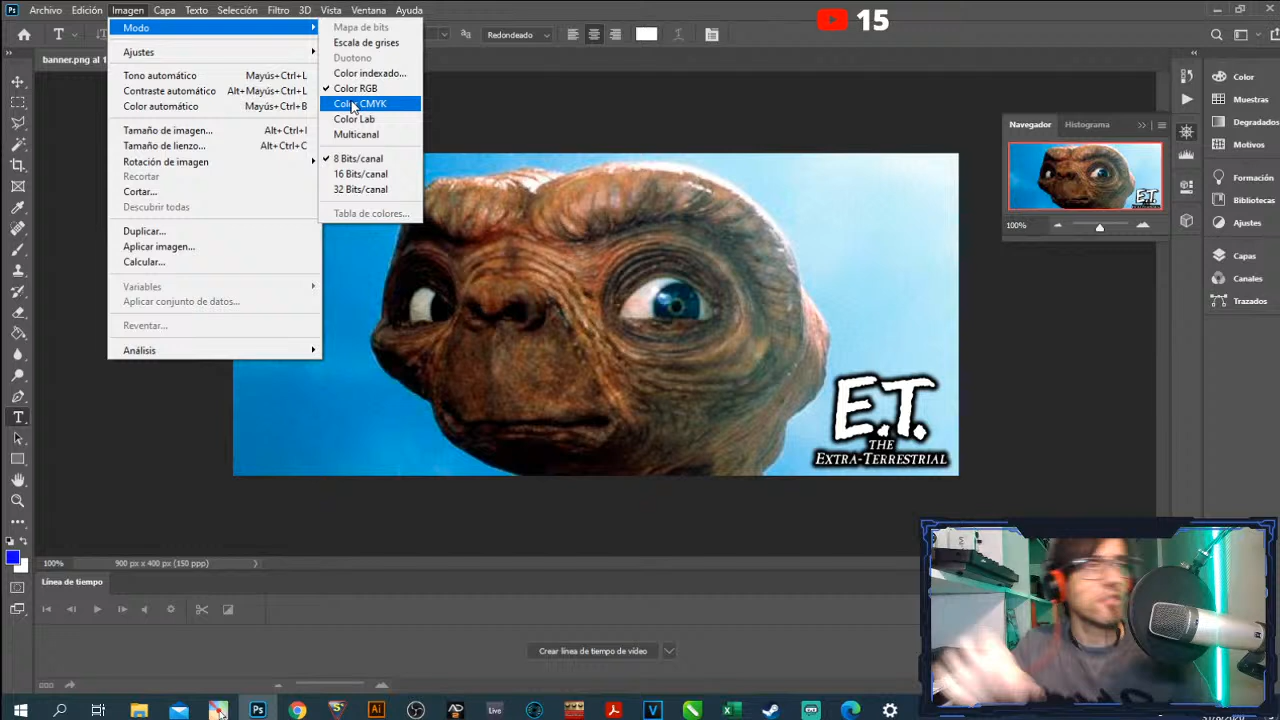 Ps Archivo Edición Imagen Capa Texto Selección Filtro 3D Vista Ventana Ayuda
15
T aa Redondeado
banner.png al 1
Modo
Ajustes
Tono automático Mayús+Ctrl+L
Contraste automático Alt+Mayús+Ctrl+L
Color automático Mayús+Ctrl+B
Tamaño de imagen... Alt+Ctrl+I
Tamaño de lienzo... Alt+Ctrl+C
Rotación de imagen
Recortar
Cortar...
Descubrir todas
Duplicar...
Aplicar imagen...
Calcular...
Variables
Aplicar conjunto de datos...
Reventar...
Análisis
Mapa de bits
Escala de grises
Duotono
Color indexado...
Color RGB
Color CMYK
Color Lab
Multicanal
8 Bits/canal
16 Bits/canal
32 Bits/canal
Tabla de colores...
Navegador Histograma
E.T.
100%
Color
Muestras
Degradados
Motivos
Formación
Bibliotecas
Ajustes
Capas
Canales
Trazados
E.T.
THE
EXTRA-TERRESTRIAL
T
100% 900 px x 400 px (150 ppp)
Línea de tiempo
Crear línea de tiempo de vídeo
Ps Ai Live V